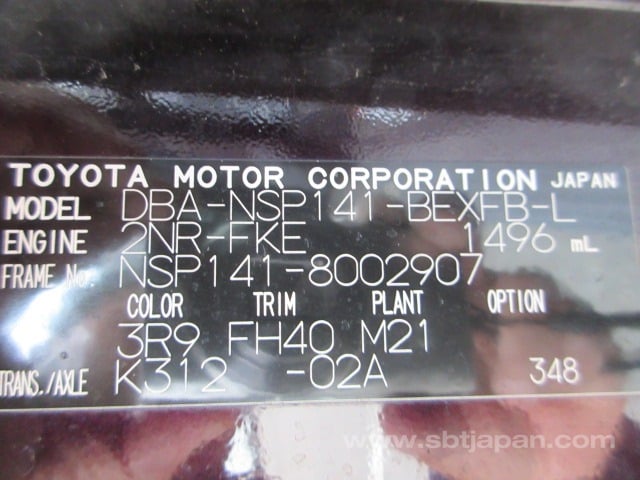 TOYOTA MOTOR CORPORATION JAPAN
MODEL DBA-NSP141-BEXFB-L
ENGINE 2NR-FKE 1496 mL
FRAME No. NSP141-8002907
COLOR TRIM PLANT OPTION
3R9 FH40 M21
TRANS./AXLE K312 -02A 348
www.sbtjapan.com